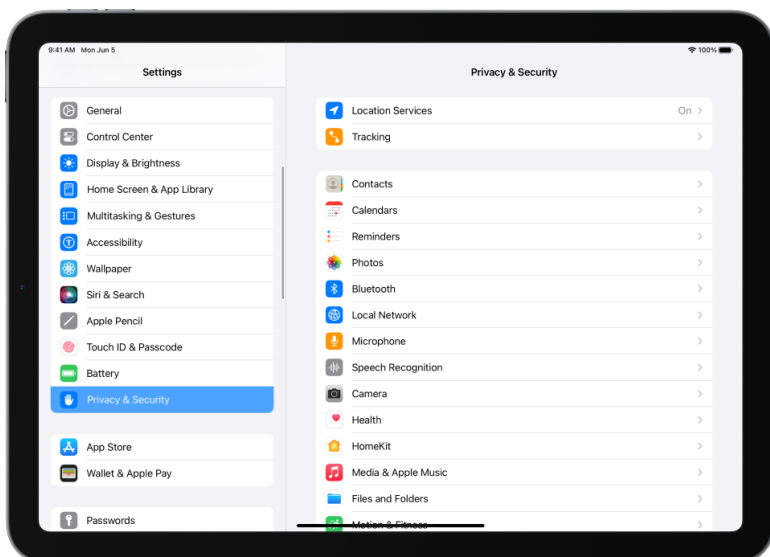 9:41 AM Mon Jun 5
100%
Settings
General
Control Center
Display & Brightness
Home Screen & App Library
Multitasking & Gestures
Accessibility
Wallpaper
Siri & Search
Apple Pencil
Touch ID & Passcode
Battery
Privacy & Security
App Store
Wallet & Apple Pay
Passwords
Privacy & Security
Location Services On
Tracking
Contacts
Calendars
Reminders
Photos
Bluetooth
Local Network
Microphone
Speech Recognition
Camera
Health
HomeKit
Media & Apple Music
Files and Folders
Motion & Fitness